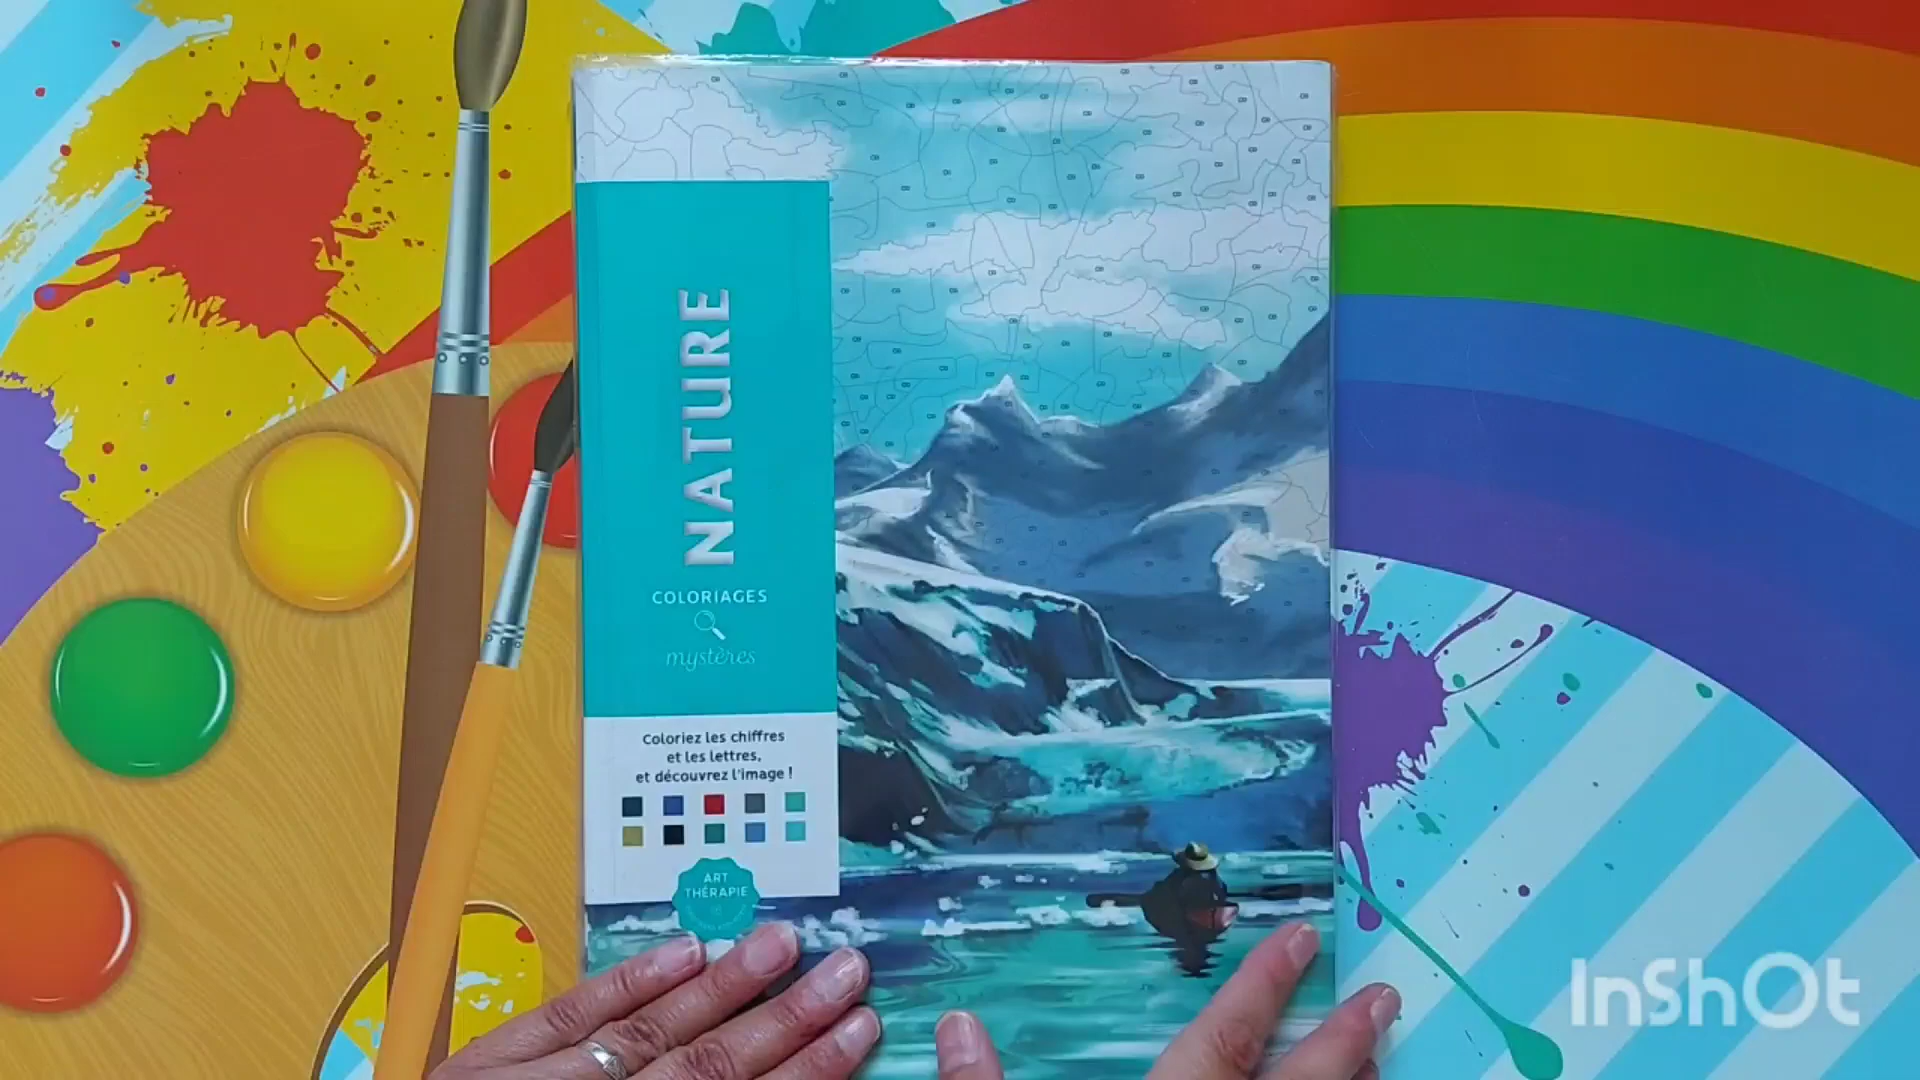 NATURE
COLORIAGES
mystères
Coloriez les chiffres
et les lettres,
et découvrez l'image !
ART
THÉRAPIE
InShOt